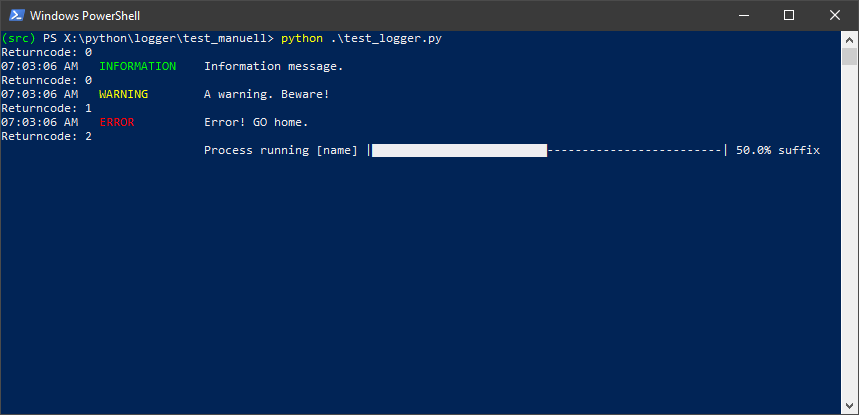 Windows PowerShell
(src) PS X:\python\logger\test_manuell> python .\test_logger.py
Returncode: 0
07:03:06 AM   INFORMATION    Information message.
Returncode: 0
07:03:06 AM   WARNING        A warning. Beware!
Returncode: 1
07:03:06 AM   ERROR          Error! GO home.
Returncode: 2
                             Process running [name] |█████████████████████████-------------------------| 50.0% suffix